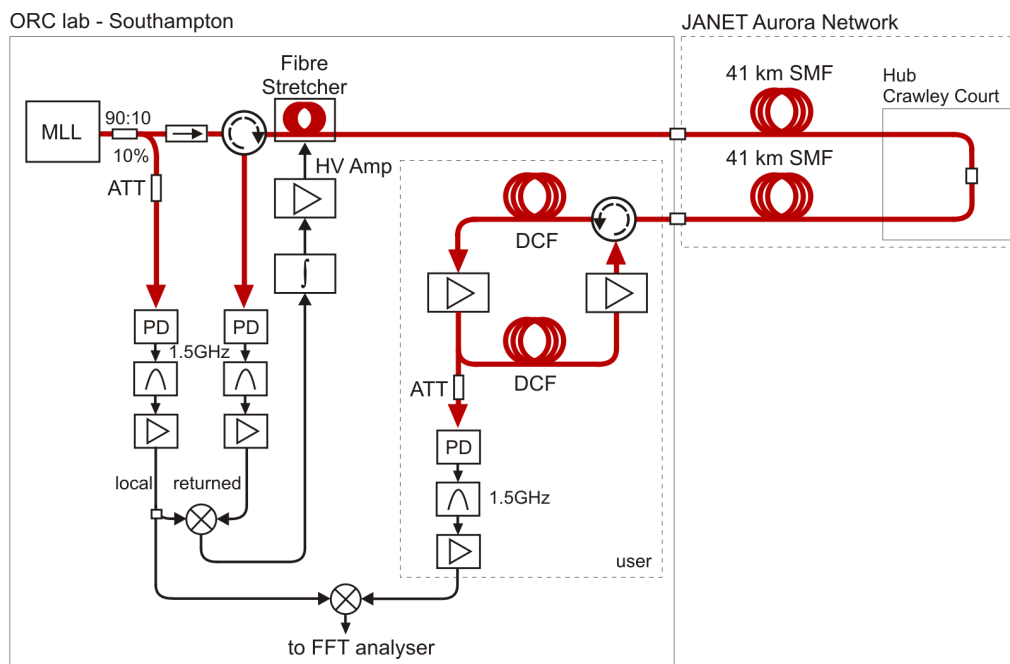 ORC lab - Southampton
JANET Aurora Network
Fibre
Stretcher
41 km SMF
Hub
Crawley Court
MLL
90:10
10%
ATT
HV Amp
41 km SMF
DCF
∫
PD
PD
1.5GHz
DCF
ATT
PD
1.5GHz
local
returned
user
to FFT analyser